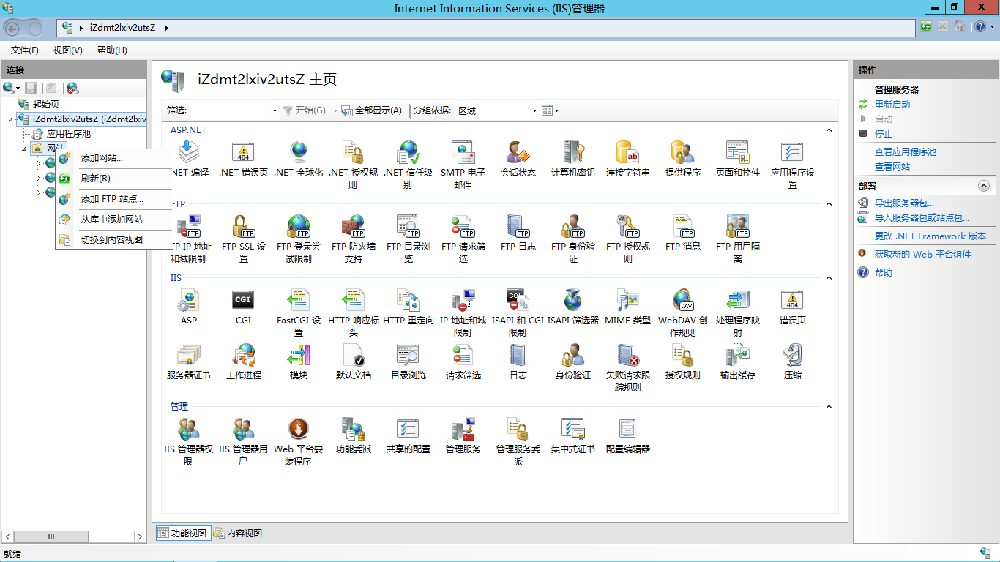 Internet Information Services (IIS)管理器
iZdmt2lxiv2utsZ
文件(F) 视图(V) 帮助(H)
连接
起始页
iZdmt2lxiv2utsZ (iZdmt2lxiv
应用程序池
网站
添加网站...
刷新(R)
添加 FTP 站点...
从库中添加网站
切换到内容视图
iZdmt2lxiv2utsZ 主页
筛选: 开始(G) 全部显示(A) 分组依据: 区域
ASP.NET
.NET 编译
.NET 错误页
.NET 全球化
.NET 授权规则
.NET 信任级别
SMTP 电子邮件
会话状态
计算机密钥
连接字符串
提供程序
页面和控件
应用程序设置
FTP
FTP IP 地址和域限制
FTP SSL 设置
FTP 登录尝试限制
FTP 防火墙支持
FTP 目录浏览
FTP 请求筛选
FTP 日志
FTP 身份验证
FTP 授权规则
FTP 消息
FTP 用户隔离
IIS
ASP
CGI
FastCGI 设置
HTTP 响应标头
HTTP 重定向
IP 地址和域限制
ISAPI 和 CGI 限制
ISAPI 筛选器
MIME 类型
WebDAV 创作规则
处理程序映射
错误页
服务器证书
工作进程
模块
默认文档
目录浏览
请求筛选
日志
身份验证
失败请求跟踪规则
授权规则
输出缓存
压缩
管理
IIS 管理器权限
IIS 管理器用户
Web 平台安装程序
功能委派
共享的配置
管理服务
管理服务委派
集中式证书
配置编辑器
功能视图
内容视图
操作
管理服务器
重新启动
启动
停止
查看应用程序池
查看网站
部署
导出服务器包...
导入服务器包或站点包...
更改 .NET Framework 版本
获取新的 Web 平台组件
帮助
就绪